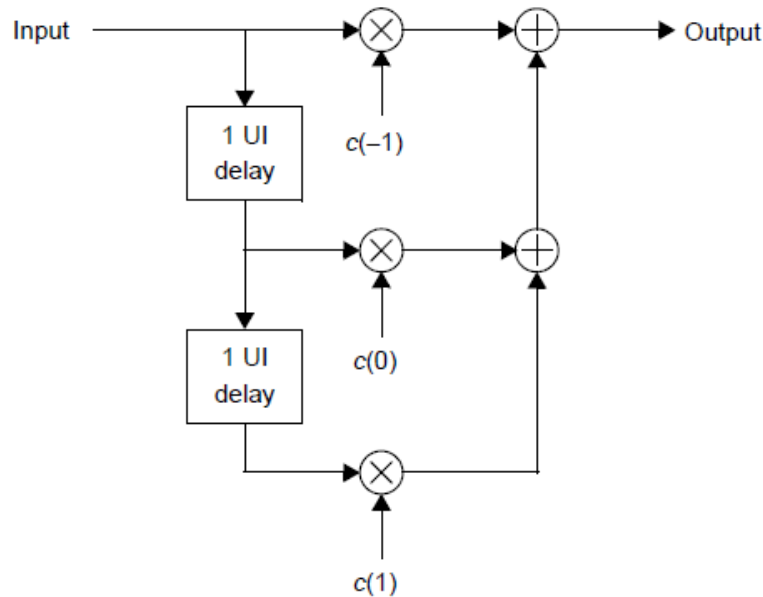 Input
Output
1 UI
delay
c(–1)
1 UI
delay
c(0)
c(1)